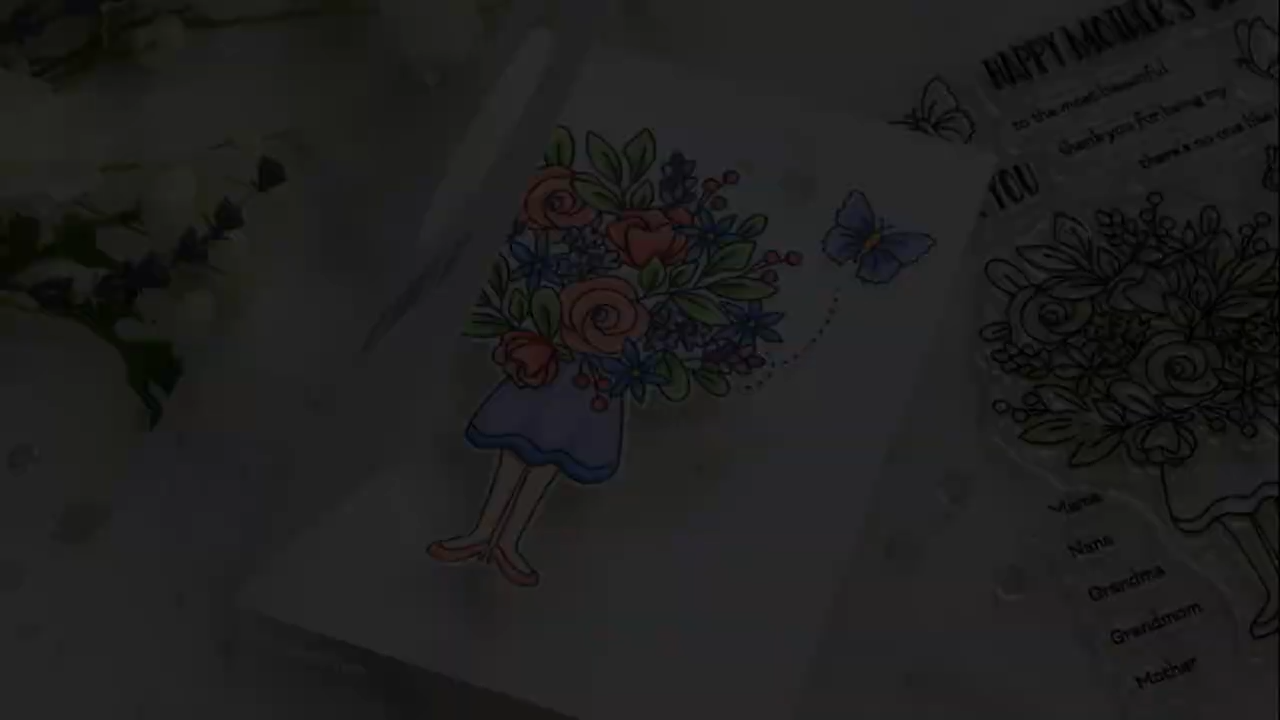 HAPPY MOTHER'S
to the most beautiful
thank you for being my
there's no one like
YOU
Mama
Nana
Grandma
Grandmom
Mother